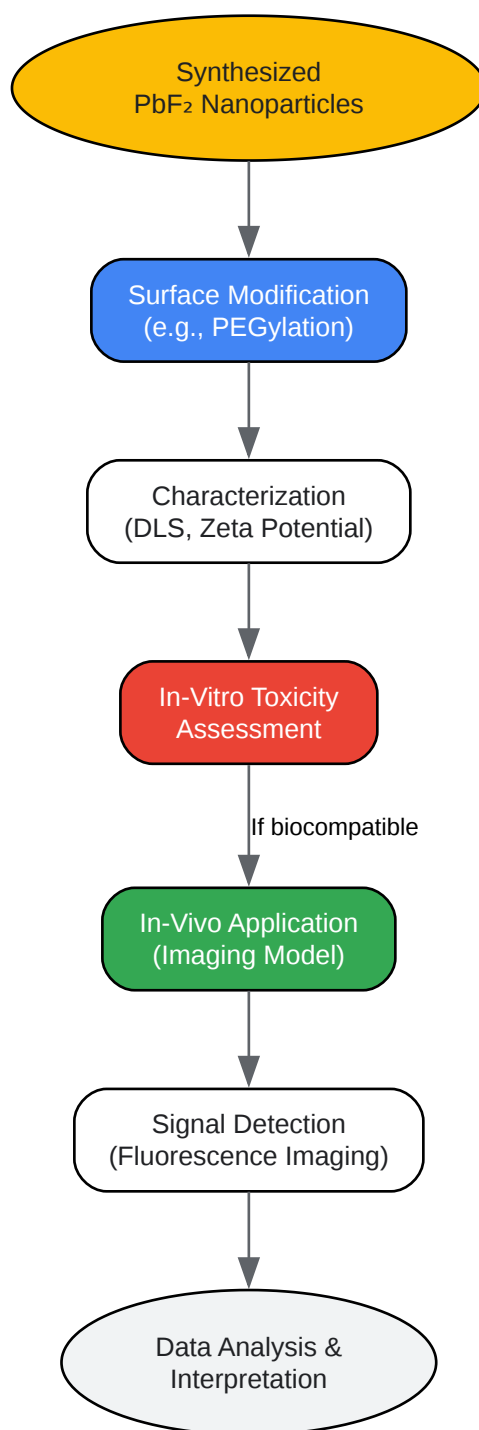 Synthesized
PbF₂ Nanoparticles
Surface Modification
(e.g., PEGylation)
Characterization
(DLS, Zeta Potential)
In-Vitro Toxicity
Assessment
If biocompatible
In-Vivo Application
(Imaging Model)
Signal Detection
(Fluorescence Imaging)
Data Analysis &
Interpretation